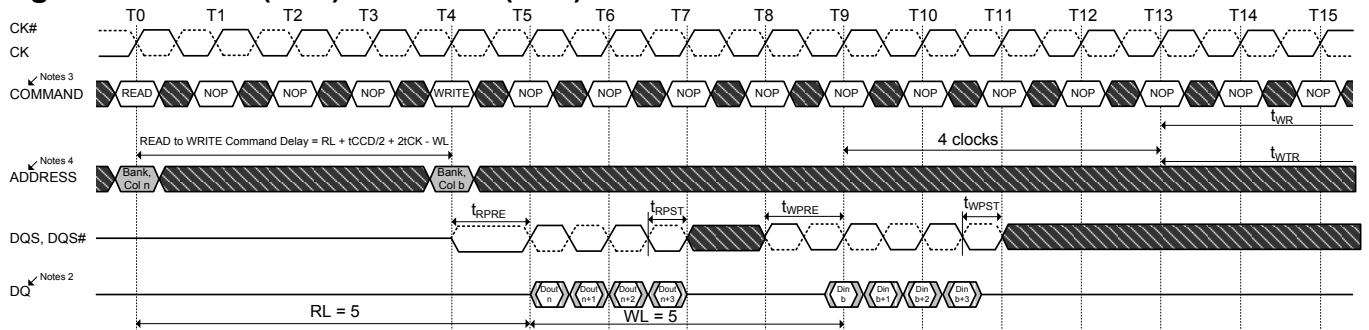 T0 T1 T2 T3 T4 T5 T6 T7 T8 T9 T10 T11 T12 T13 T14 T15
CK#
CK
Notes 3
COMMAND READ NOP NOP NOP WRITE NOP NOP NOP NOP NOP NOP NOP NOP NOP NOP NOP
tWR
READ to WRITE Command Delay = RL + tCCD/2 + 2tCK - WL
4 clocks
Notes 4
tWTR
ADDRESS
Bank, Col n
Bank, Col b
tRPRE tRPST tWPRE tWPST
DQS, DQS#
Notes 2
DQ
Dout n
Dout n+1
Dout n+2
Dout n+3
Din b
Din b+1
Din b+2
Din b+3
RL = 5
WL = 5